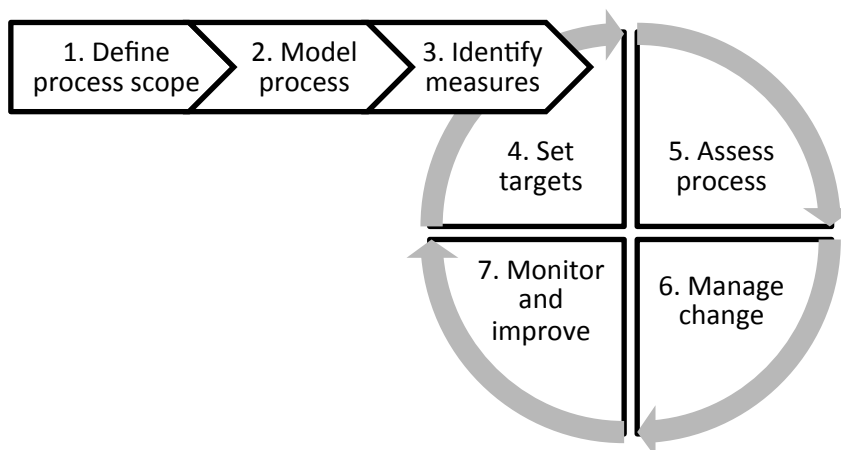 1. Define
process scope
2. Model
process
3. Identify
measures
4. Set
targets
5. Assess
process
6. Manage
change
7. Monitor
and
improve